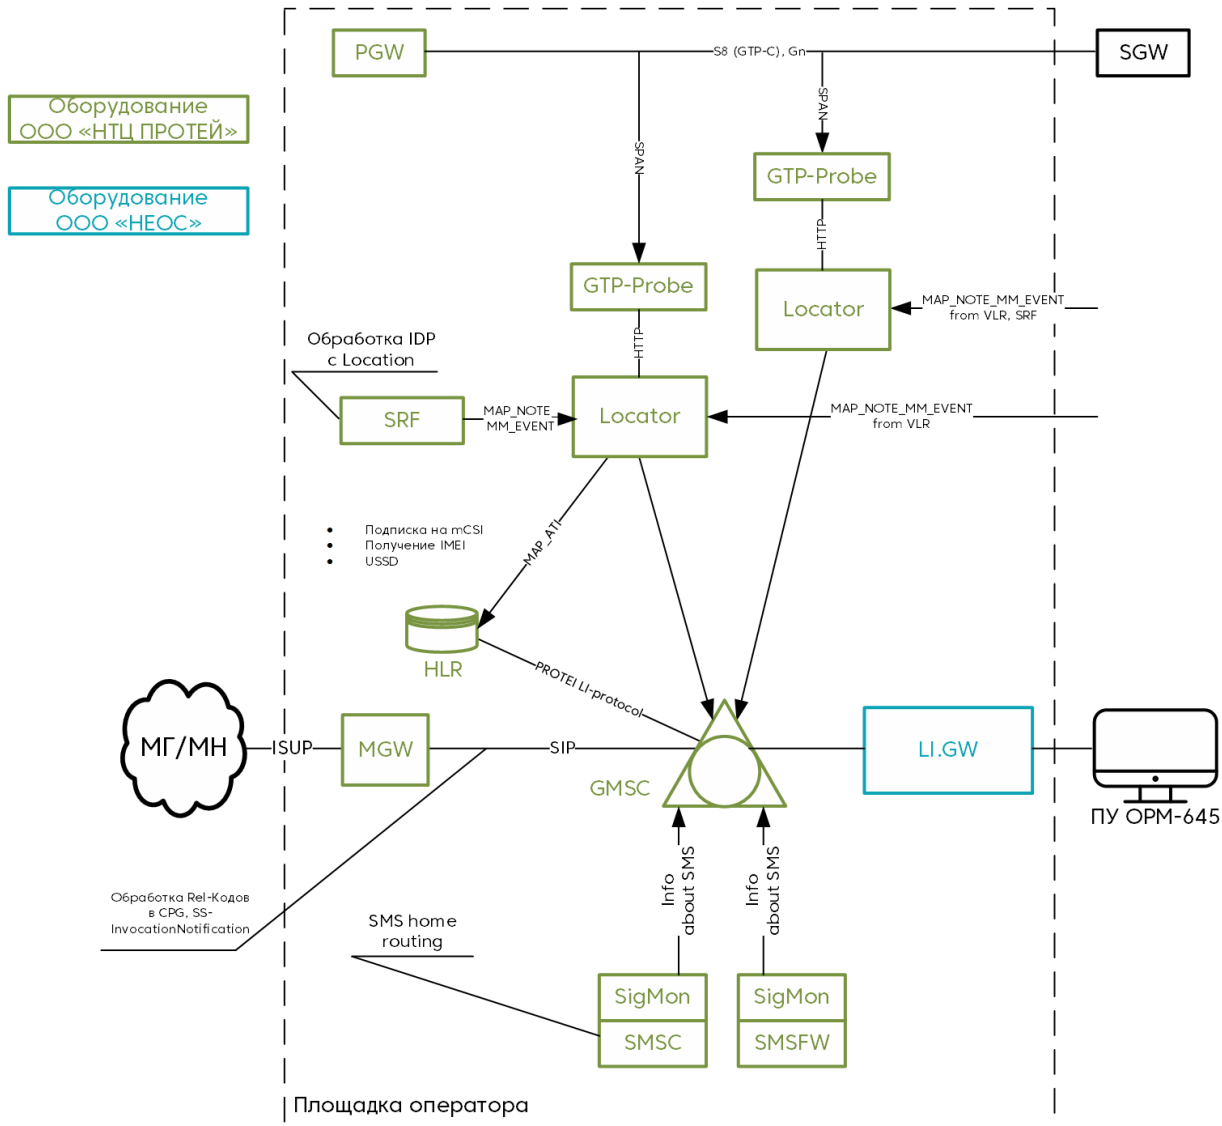 PGW
S8 (GTP-C), Gn
SGW
Оборудование
ООО «НТЦ ПРОТЕЙ»
SPAN
SPAN
GTP-Probe
Оборудование
ООО «НЕОС»
HTTP
GTP-Probe
Locator
MAP_NOTE_MM_EVENT
from VLR, SRF
Обработка IDP
с Location
HTTP
SRF
MAP_NOTE_
MM_EVENT
Locator
MAP_NOTE_MM_EVENT
from VLR
• Подписка на mCSI
• Получение IMEI
• USSD
MAP_ATI
HLR
PROTEI LI-protocol
МГ/МН
ISUP
MGW
SIP
GMSC
LI.GW
ПУ ОРМ-645
Обработка Rel-Кодов
в CPG, SS-
InvocationNotification
Info
about SMS
Info
about SMS
SMS home
routing
SigMon
SMSC
SigMon
SMSFW
Площадка оператора